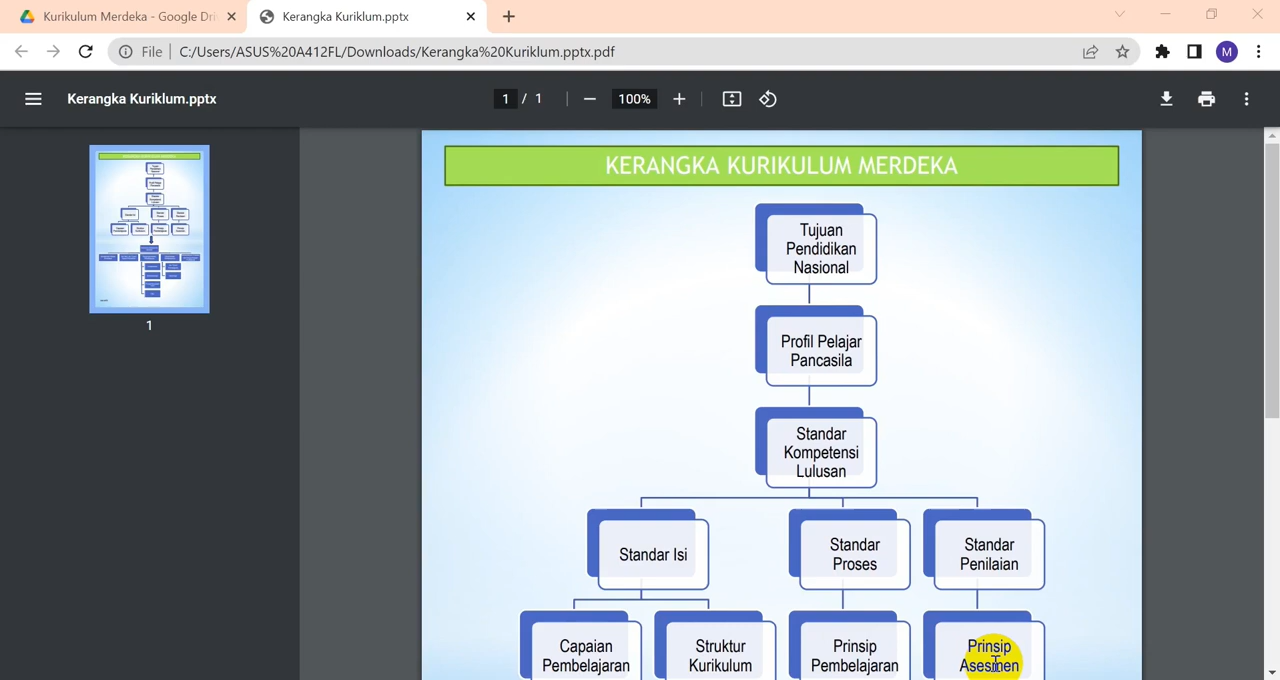 Kurikulum Merdeka - Google Dri
Kerangka Kuriklum.pptx
File
C:/Users/ASUS%20A412FL/Downloads/Kerangka%20Kuriklum.pptx.pdf
M
Kerangka Kuriklum.pptx
1 / 1
100%
1
KERANGKA KURIKULUM MERDEKA
Tujuan
Pendidikan
Nasional
Profil Pelajar
Pancasila
Standar
Kompetensi
Lulusan
Standar Isi
Standar
Proses
Standar
Penilaian
Capaian
Pembelajaran
Struktur
Kurikulum
Prinsip
Pembelajaran
Prinsip
Asesmen